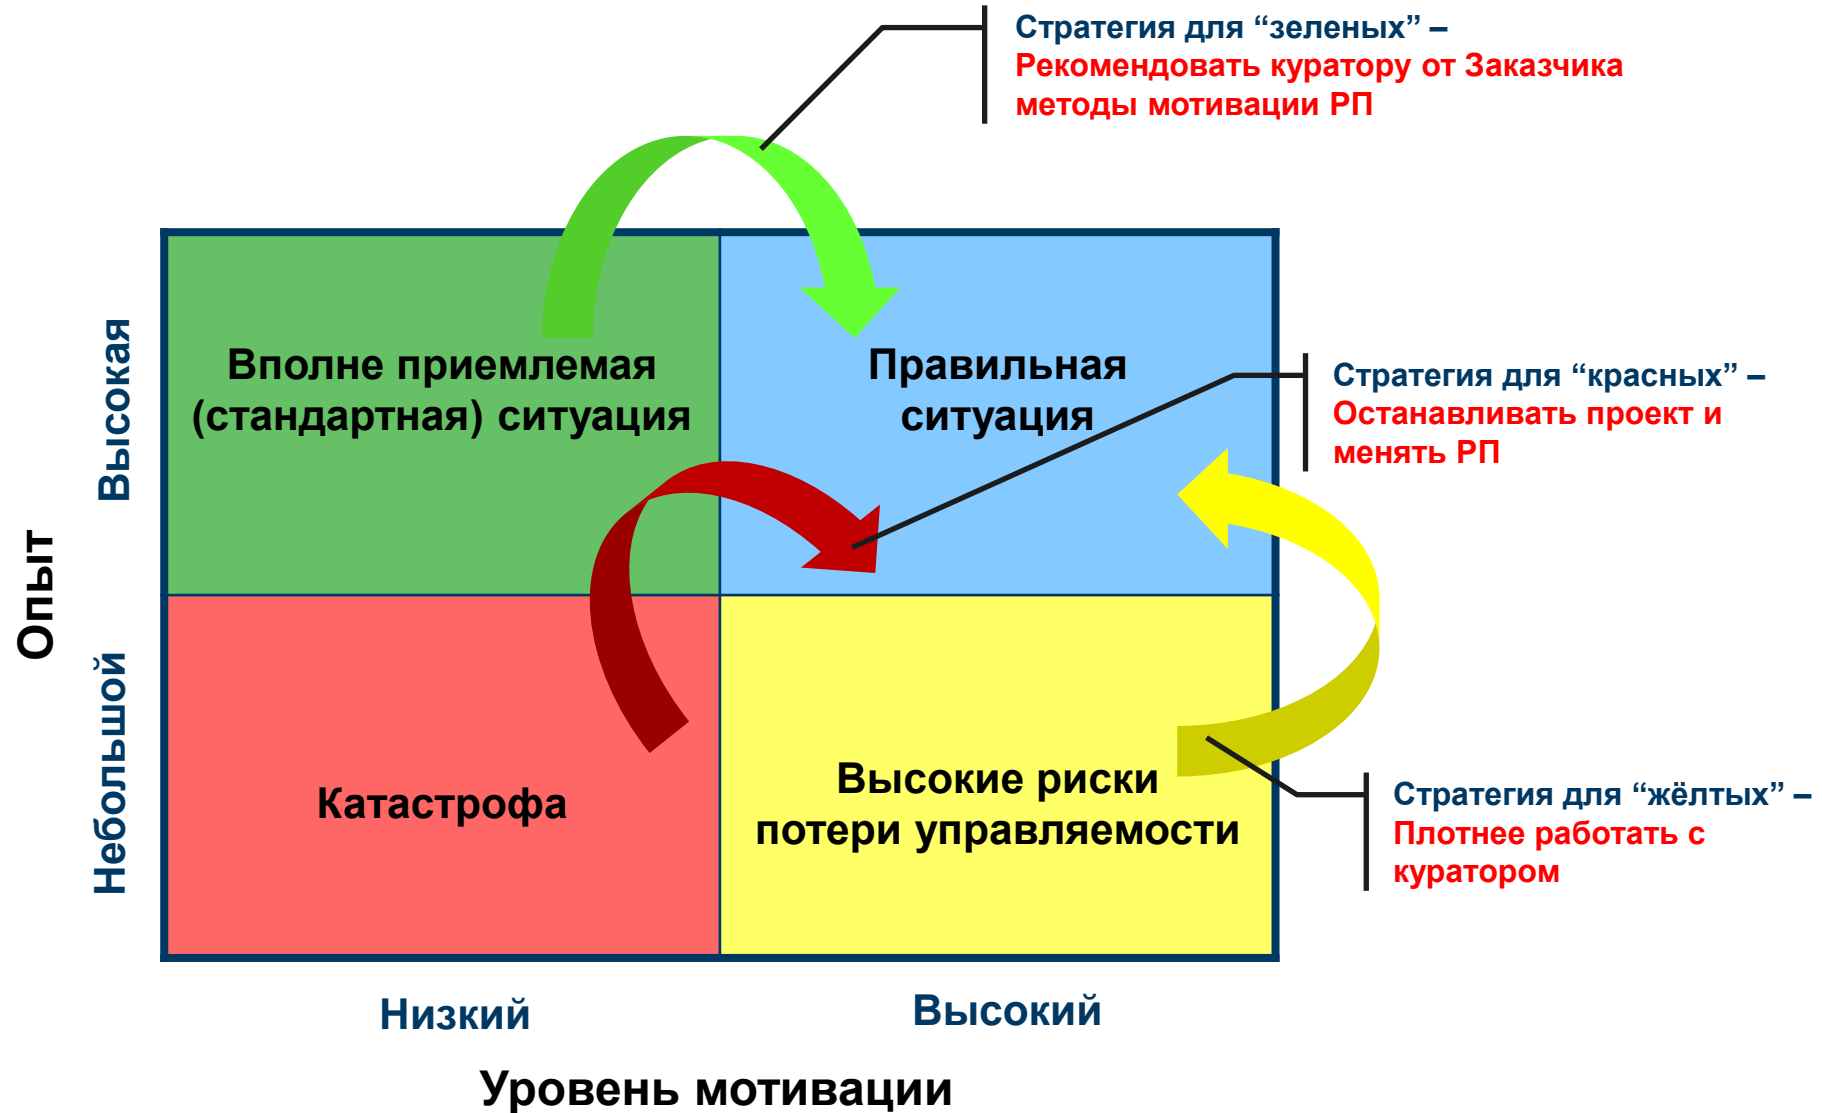 Стратегия для “зеленых” –
Рекомендовать куратору от Заказчика
методы мотивации РП
Высокая
Вполне приемлемая
(стандартная) ситуация
Правильная
ситуация
Стратегия для “красных” –
Останавливать проект и
менять РП
Опыт
Небольшой
Катастрофа
Высокие риски
потери управляемости
Стратегия для “жёлтых” –
Плотнее работать с
куратором
Низкий
Высокий
Уровень мотивации